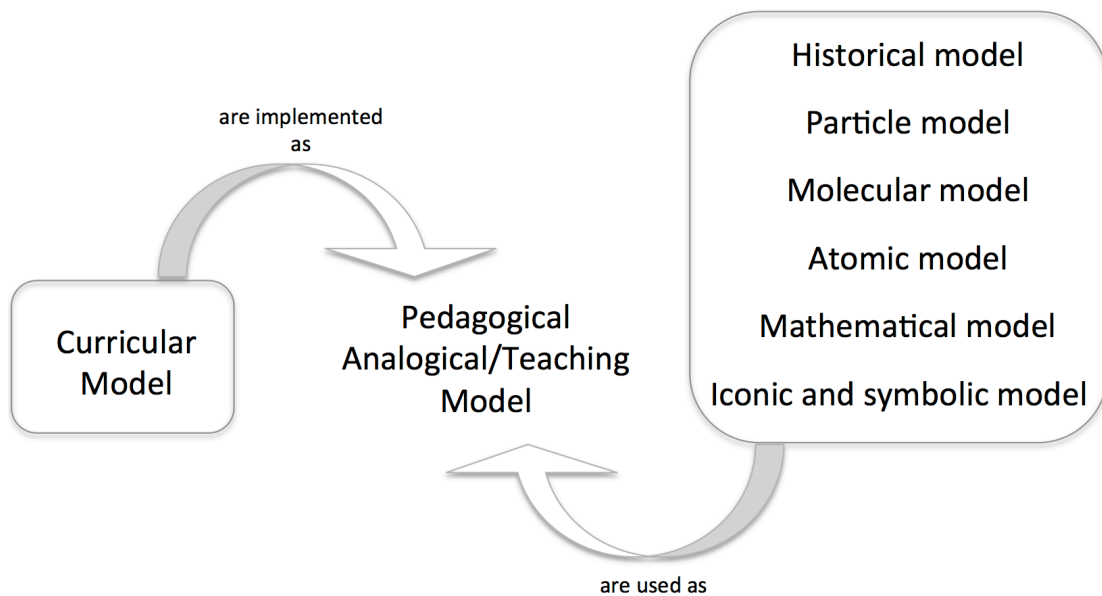 are implemented
as
Curricular
Model
Pedagogical
Analogical/Teaching
Model
Historical model
Particle model
Molecular model
Atomic model
Mathematical model
Iconic and symbolic model
are used as